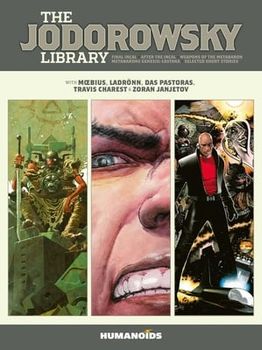 THE
JODOROWSKY
LIBRARY
FINAL INCAL AFTER THE INCAL WEAPONS OF THE METABARON
METABARONS GENESIS: CASTAKA SELECTED SHORT STORIES
WITH MŒBIUS, LADRÖNN, DAS PASTORAS,
TRAVIS CHAREST & ZORAN JANJETOV
HUMANOIDS